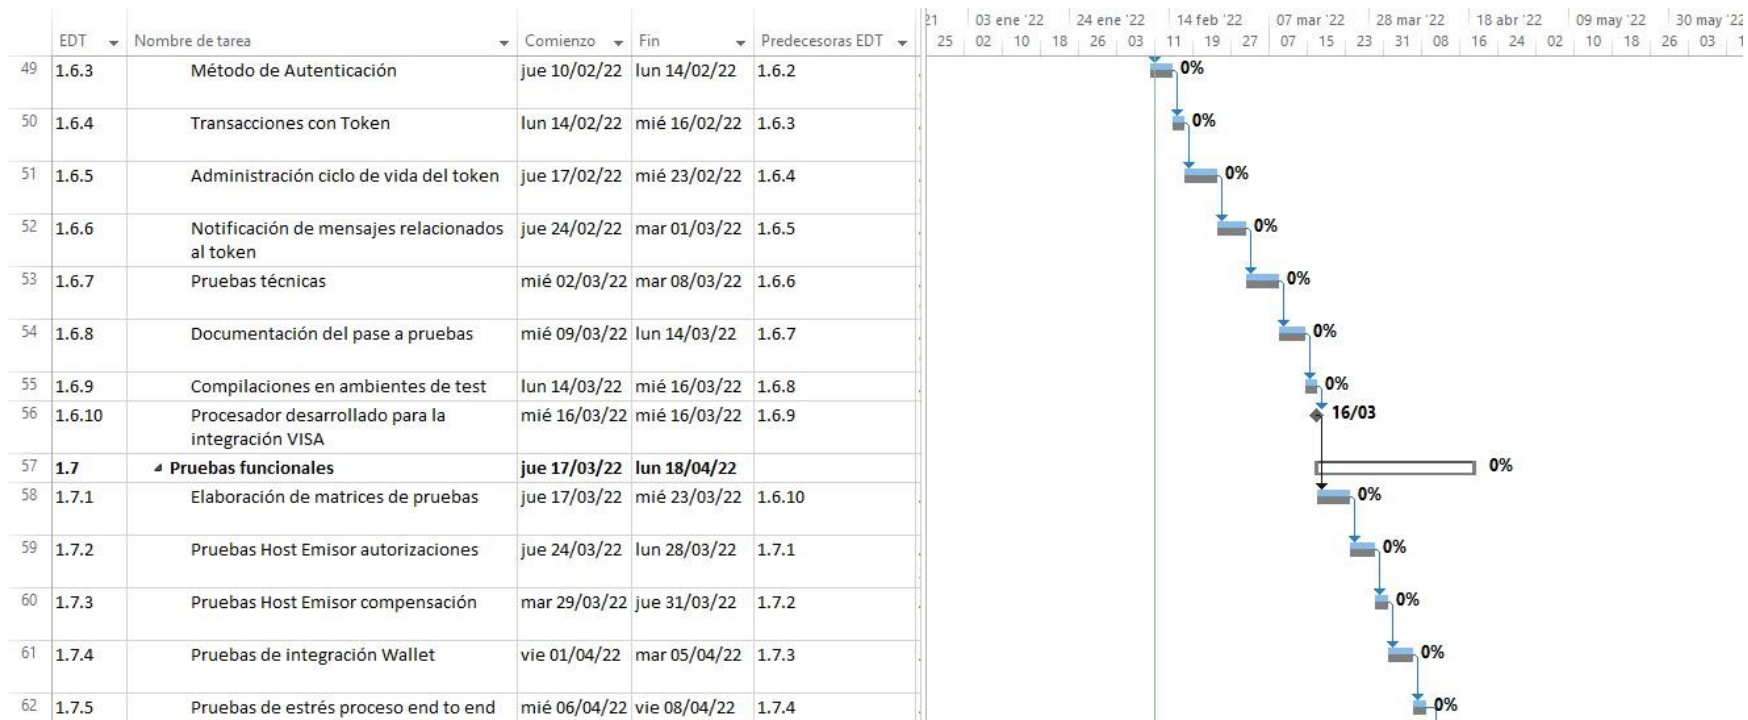 21 03 ene '22 24 ene '22 14 feb '22 07 mar '22 28 mar '22 18 abr '22 09 may '22 30 may '22
EDT Nombre de tarea Comienzo Fin Predecesoras EDT 25 02 10 18 26 03 11 19 27 07 15 23 31 08 16 24 02 10 18 26 03
49 1.6.3 Método de Autenticación jue 10/02/22 lun 14/02/22 1.6.2 0%
50 1.6.4 Transacciones con Token lun 14/02/22 mié 16/02/22 1.6.3 0%
51 1.6.5 Administración ciclo de vida del token jue 17/02/22 mié 23/02/22 1.6.4 0%
52 1.6.6 Notificación de mensajes relacionados jue 24/02/22 mar 01/03/22 1.6.5 0%
al token
53 1.6.7 Pruebas técnicas mié 02/03/22 mar 08/03/22 1.6.6 0%
54 1.6.8 Documentación del pase a pruebas mié 09/03/22 lun 14/03/22 1.6.7 0%
55 1.6.9 Compilaciones en ambientes de test lun 14/03/22 mié 16/03/22 1.6.8 0%
56 1.6.10 Procesador desarrollado para la mié 16/03/22 mié 16/03/22 1.6.9 16/03
integración VISA
57 1.7 Pruebas funcionales jue 17/03/22 lun 18/04/22 0%
58 1.7.1 Elaboración de matrices de pruebas jue 17/03/22 mié 23/03/22 1.6.10 0%
59 1.7.2 Pruebas Host Emisor autorizaciones jue 24/03/22 lun 28/03/22 1.7.1 0%
60 1.7.3 Pruebas Host Emisor compensación mar 29/03/22 jue 31/03/22 1.7.2 0%
61 1.7.4 Pruebas de integración Wallet vie 01/04/22 mar 05/04/22 1.7.3 0%
62 1.7.5 Pruebas de estrés proceso end to end mié 06/04/22 vie 08/04/22 1.7.4 0%